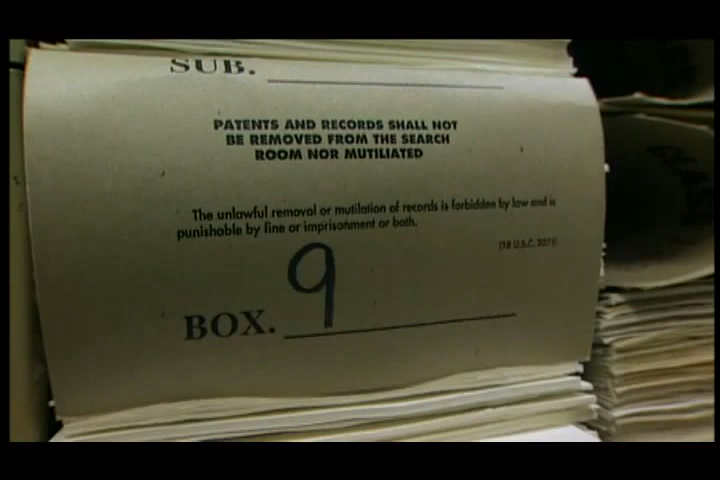 SUB.
PATENTS AND RECORDS SHALL NOT
BE REMOVED FROM THE SEARCH
ROOM NOR MUTILIATED
The unlawful removal or mutilation of records is forbidden by law and is
punishable by fine or imprisonment or both.
(18 U.S.C. 2071)
BOX. 9